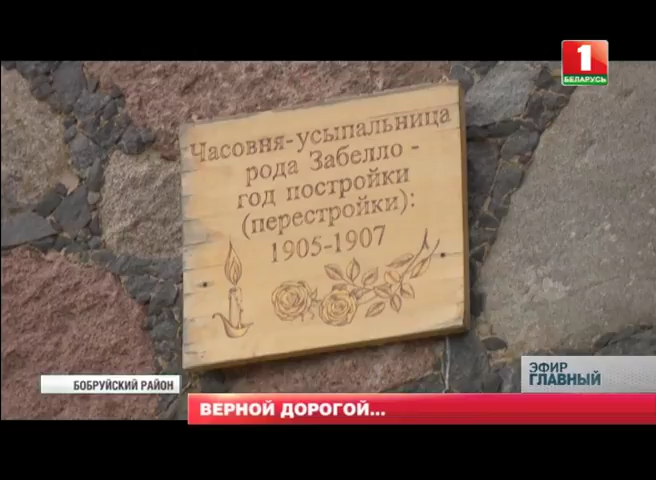 1
БЕЛАРУСЬ
Часовня-усыпальница
рода Забелло -
год постройки
(перестройки):
1905-1907
ЭФИР
ГЛАВНЫЙ
БОБРУЙСКИЙ РАЙОН
ВЕРНОЙ ДОРОГОЙ...